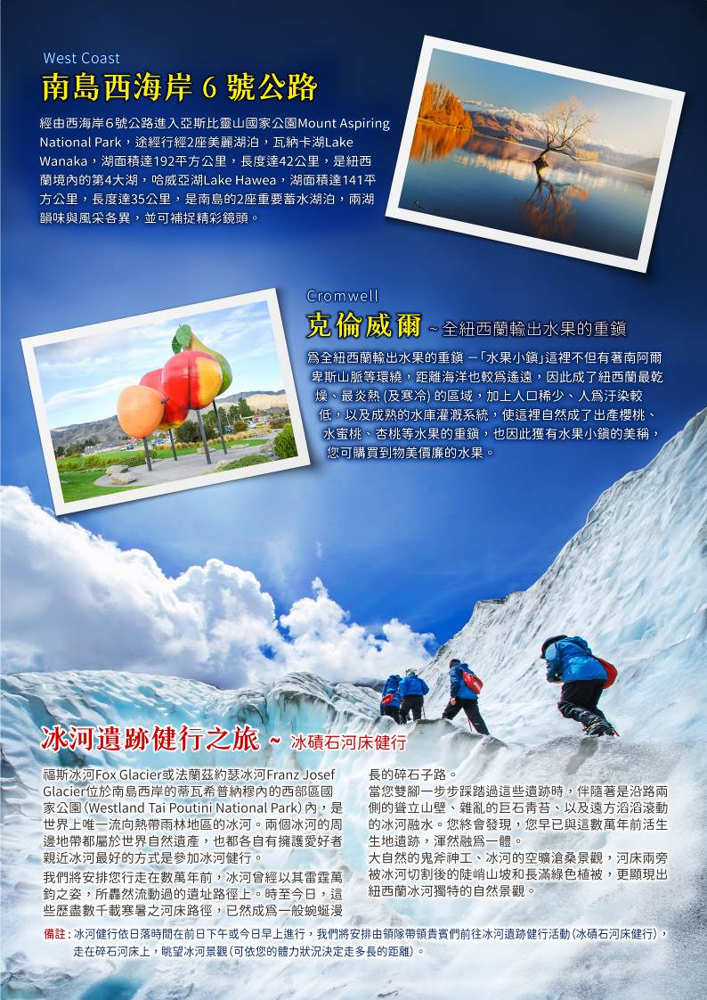 West Coast
南島西海岸 6 號公路
經由西海岸6號公路進入亞斯比靈山國家公園Mount Aspiring
National Park，途經行經2座美麗湖泊，瓦納卡湖Lake
Wanaka，湖面積達192平方公里，長度達42公里，是紐西
蘭境內的第4大湖，哈威亞湖Lake Hawea，湖面積達141平
方公里，長度達35公里，是南島的2座重要蓄水湖泊，兩湖
韻味與風采各異，並可補捉精彩鏡頭。
Cromwell
克倫威爾 ~ 全紐西蘭輸出水果的重鎮
為全紐西蘭輸出水果的重鎮 －「水果小鎮」這裡不但有著南阿爾
卑斯山脈等環繞，距離海洋也較為遙遠，因此成了紐西蘭最乾
燥、最炎熱 (及寒冷) 的區域，加上人口稀少、人為汙染較
低，以及成熟的水庫灌溉系統，使這裡自然成了出產櫻桃、
水蜜桃、杏桃等水果的重鎮，也因此獲有水果小鎮的美稱，
您可購買到物美價廉的水果。
冰河遺跡健行之旅 ~ 冰磧石河床健行
福斯冰河Fox Glacier或法蘭茲約瑟冰河Franz Josef
Glacier位於南島西岸的蒂瓦希普納穆內的西部區國
家公園（Westland Tai Poutini National Park）內，是
世界上唯一流向熱帶雨林地區的冰河。兩個冰河的周
邊地帶都屬於世界自然遺產，也都各自有擁護愛好者
親近冰河最好的方式是參加冰河健行。
我們將安排您行走在數萬年前，冰河曾經以其雷霆萬
鈞之姿，所轟然流動過的遺址路徑上。時至今日，這
些歷盡數千載寒暑之河床路徑，已然成為一般蜿蜒漫
長的碎石子路。
當您雙腳一步步踩踏過這些遺跡時，伴隨著是沿路兩
側的聳立山壁、雜亂的巨石青苔、以及遠方滔滔滾動
的冰河融水。您終會發現，您早已與這數萬年前活生
生地遺跡，渾然融為一體。
大自然的鬼斧神工、冰河的空曠滄桑景觀，河床兩旁
被冰河切割後的陡峭山坡和長滿綠色植被，更顯現出
紐西蘭冰河獨特的自然景觀。
備註：冰河健行依日落時間在前日下午或今日早上進行，我們將安排由領隊帶領貴賓們前往冰河遺跡健行活動（冰磧石河床健行），
走在碎石河床上，眺望冰河景觀（可依您的體力狀況決定走多長的距離）。